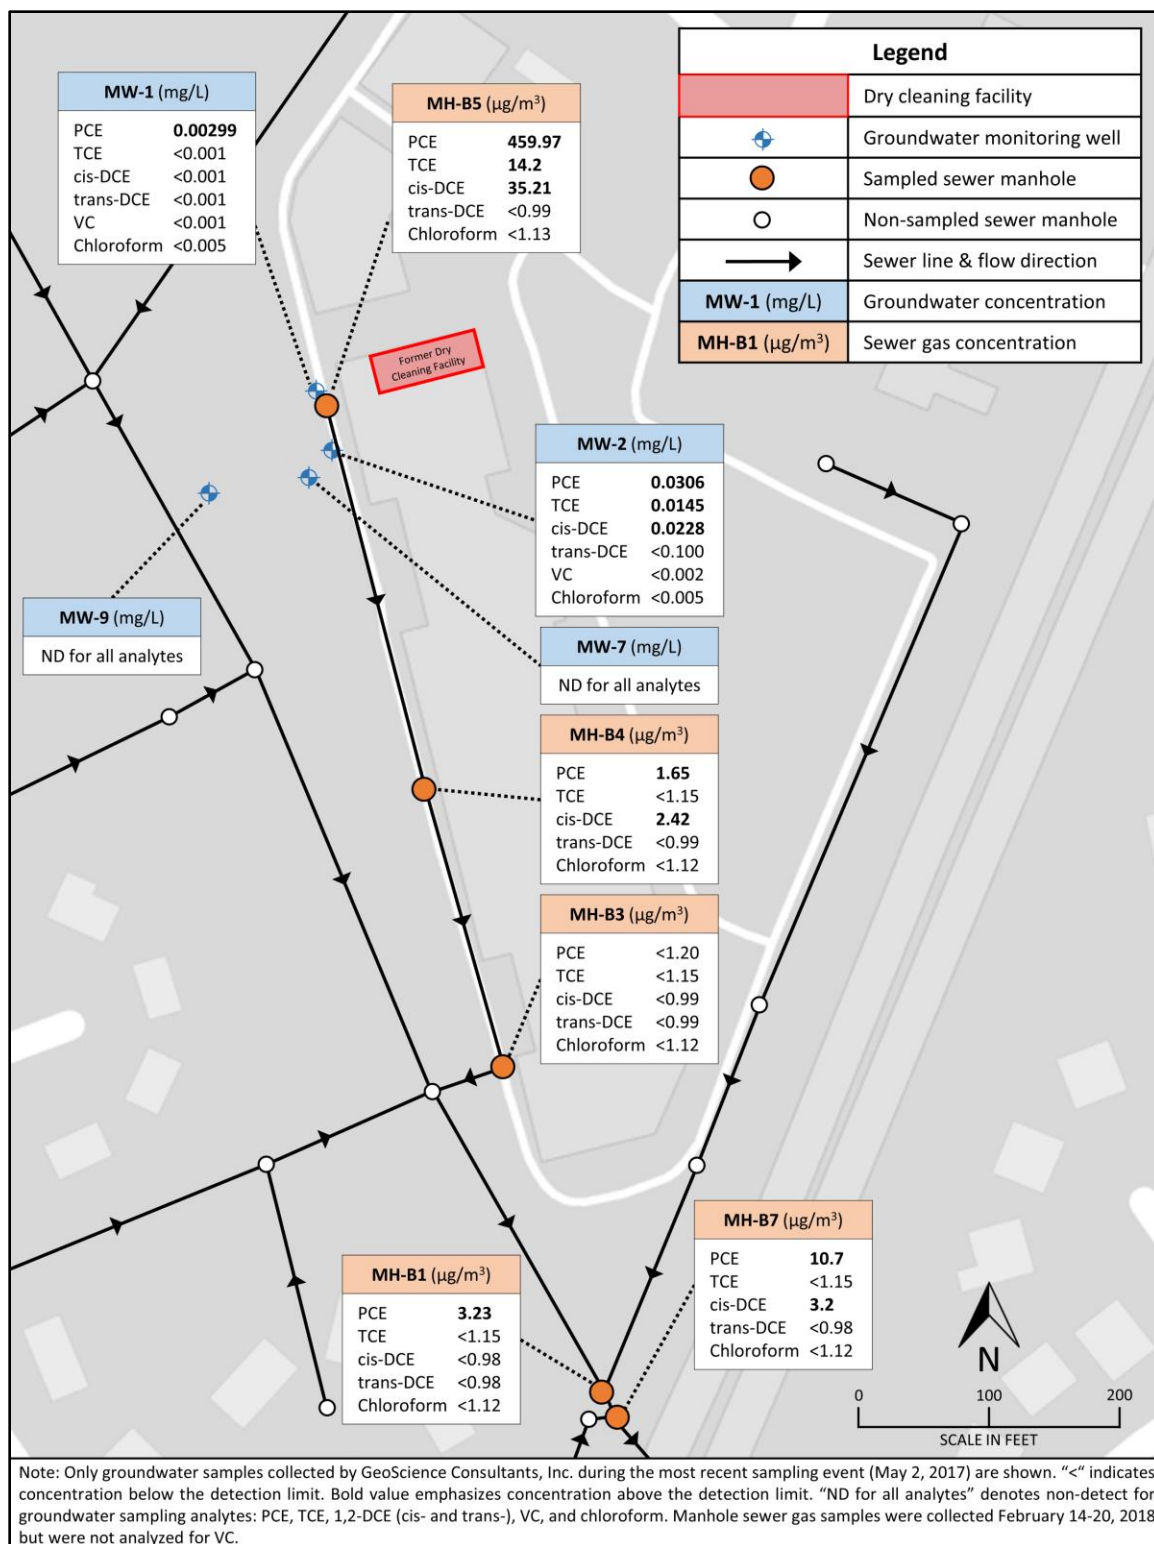 Legend
Dry cleaning facility
Groundwater monitoring well
Sampled sewer manhole
Non-sampled sewer manhole
Sewer line & flow direction
MW-1 (mg/L) Groundwater concentration
MH-B1 (µg/m³) Sewer gas concentration
MW-1 (mg/L)
PCE 0.00299
TCE <0.001
cis-DCE <0.001
trans-DCE <0.001
VC <0.001
Chloroform <0.005
MH-B5 (µg/m³)
PCE 459.97
TCE 14.2
cis-DCE 35.21
trans-DCE <0.99
Chloroform <1.13
Former Dry
Cleaning Facility
MW-2 (mg/L)
PCE 0.0306
TCE 0.0145
cis-DCE 0.0228
trans-DCE <0.100
VC <0.002
Chloroform <0.005
MW-9 (mg/L)
ND for all analytes
MW-7 (mg/L)
ND for all analytes
MH-B4 (µg/m³)
PCE 1.65
TCE <1.15
cis-DCE 2.42
trans-DCE <0.99
Chloroform <1.12
MH-B3 (µg/m³)
PCE <1.20
TCE <1.15
cis-DCE <0.99
trans-DCE <0.99
Chloroform <1.12
MH-B7 (µg/m³)
PCE 10.7
TCE <1.15
cis-DCE 3.2
trans-DCE <0.98
Chloroform <1.12
MH-B1 (µg/m³)
PCE 3.23
TCE <1.15
cis-DCE <0.98
trans-DCE <0.98
Chloroform <1.12
N
0 100 200
SCALE IN FEET
Note: Only groundwater samples collected by GeoScience Consultants, Inc. during the most recent sampling event (May 2, 2017) are shown. "<" indicates
concentration below the detection limit. Bold value emphasizes concentration above the detection limit. "ND for all analytes" denotes non-detect for
groundwater sampling analytes: PCE, TCE, 1,2-DCE (cis- and trans-), VC, and chloroform. Manhole sewer gas samples were collected February 14-20, 2018
but were not analyzed for VC.